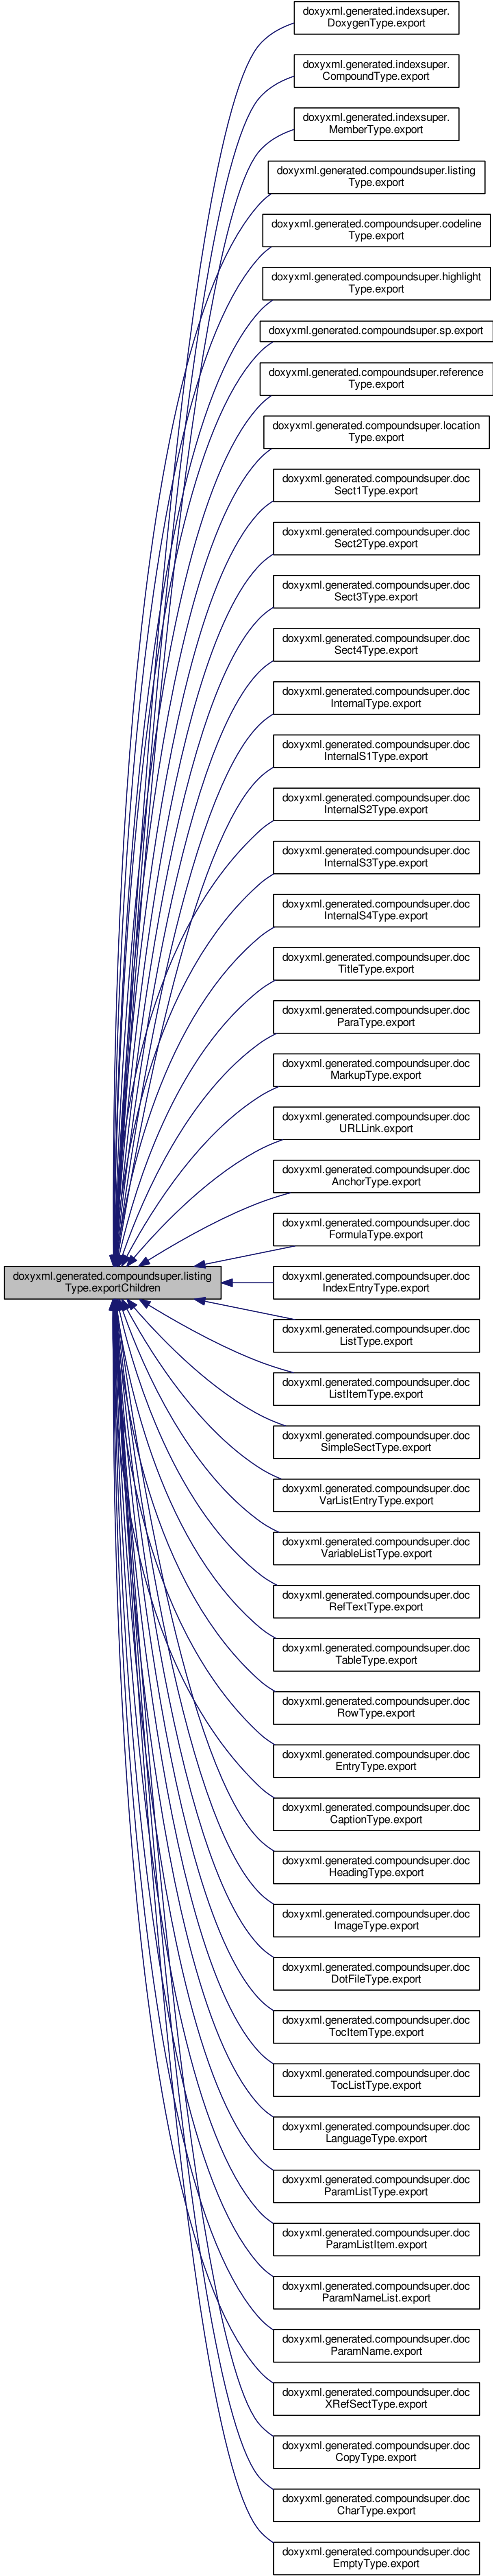 doxyxml.generated.indexsuper.
DoxygenType.export
doxyxml.generated.indexsuper.
CompoundType.export
doxyxml.generated.indexsuper.
MemberType.export
doxyxml.generated.compoundsuper.listing
Type.export
doxyxml.generated.compoundsuper.codeline
Type.export
doxyxml.generated.compoundsuper.highlight
Type.export
doxyxml.generated.compoundsuper.sp.export
doxyxml.generated.compoundsuper.reference
Type.export
doxyxml.generated.compoundsuper.location
Type.export
doxyxml.generated.compoundsuper.doc
Sect1Type.export
doxyxml.generated.compoundsuper.doc
Sect2Type.export
doxyxml.generated.compoundsuper.doc
Sect3Type.export
doxyxml.generated.compoundsuper.doc
Sect4Type.export
doxyxml.generated.compoundsuper.doc
InternalType.export
doxyxml.generated.compoundsuper.doc
InternalS1Type.export
doxyxml.generated.compoundsuper.doc
InternalS2Type.export
doxyxml.generated.compoundsuper.doc
InternalS3Type.export
doxyxml.generated.compoundsuper.doc
InternalS4Type.export
doxyxml.generated.compoundsuper.doc
TitleType.export
doxyxml.generated.compoundsuper.doc
ParaType.export
doxyxml.generated.compoundsuper.doc
MarkupType.export
doxyxml.generated.compoundsuper.doc
URLLink.export
doxyxml.generated.compoundsuper.doc
AnchorType.export
doxyxml.generated.compoundsuper.doc
FormulaType.export
doxyxml.generated.compoundsuper.listing
Type.exportChildren
doxyxml.generated.compoundsuper.doc
IndexEntryType.export
doxyxml.generated.compoundsuper.doc
ListType.export
doxyxml.generated.compoundsuper.doc
ListItemType.export
doxyxml.generated.compoundsuper.doc
SimpleSectType.export
doxyxml.generated.compoundsuper.doc
VarListEntryType.export
doxyxml.generated.compoundsuper.doc
VariableListType.export
doxyxml.generated.compoundsuper.doc
RefTextType.export
doxyxml.generated.compoundsuper.doc
TableType.export
doxyxml.generated.compoundsuper.doc
RowType.export
doxyxml.generated.compoundsuper.doc
EntryType.export
doxyxml.generated.compoundsuper.doc
CaptionType.export
doxyxml.generated.compoundsuper.doc
HeadingType.export
doxyxml.generated.compoundsuper.doc
ImageType.export
doxyxml.generated.compoundsuper.doc
DotFileType.export
doxyxml.generated.compoundsuper.doc
TocItemType.export
doxyxml.generated.compoundsuper.doc
TocListType.export
doxyxml.generated.compoundsuper.doc
LanguageType.export
doxyxml.generated.compoundsuper.doc
ParamListType.export
doxyxml.generated.compoundsuper.doc
ParamListItem.export
doxyxml.generated.compoundsuper.doc
ParamNameList.export
doxyxml.generated.compoundsuper.doc
ParamName.export
doxyxml.generated.compoundsuper.doc
XRefSectType.export
doxyxml.generated.compoundsuper.doc
CopyType.export
doxyxml.generated.compoundsuper.doc
CharType.export
doxyxml.generated.compoundsuper.doc
EmptyType.export